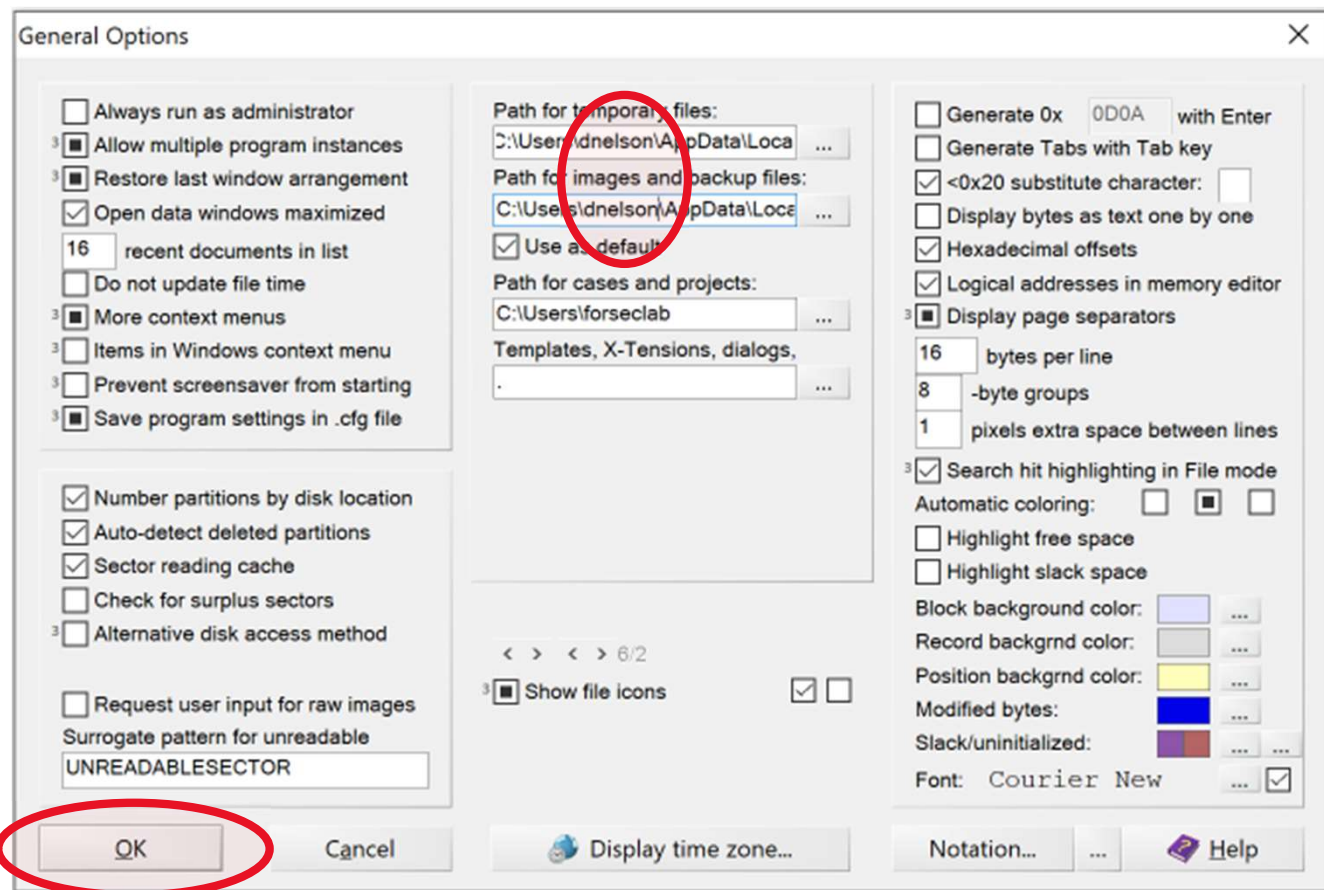 General Options
Always run as administrator
3 Allow multiple program instances
3 Restore last window arrangement
Open data windows maximized
16 recent documents in list
Do not update file time
3 More context menus
3 Items in Windows context menu
3 Prevent screensaver from starting
3 Save program settings in .cfg file
Number partitions by disk location
Auto-detect deleted partitions
Sector reading cache
Check for surplus sectors
3 Alternative disk access method
Request user input for raw images
Surrogate pattern for unreadable
UNREADABLESECTOR
Path for temporary files:
C:\Users\dnelson\AppData\Loca ...
Path for images and backup files:
C:\Users\dnelson\AppData\Loca ...
Use as default
Path for cases and projects:
C:\Users\forseclab ...
Templates, X-Tensions, dialogs,
. ...
< > < > 6/2
3 Show file icons
Generate 0x 0D0A with Enter
Generate Tabs with Tab key
<0x20 substitute character:
Display bytes as text one by one
Hexadecimal offsets
Logical addresses in memory editor
3 Display page separators
16 bytes per line
8 -byte groups
1 pixels extra space between lines
3 Search hit highlighting in File mode
Automatic coloring:
Highlight free space
Highlight slack space
Block background color: ...
Record backgrnd color: ...
Position backgrnd color: ...
Modified bytes: ...
Slack/uninitialized: ... ...
Font: Courier New ...
OK Cancel Display time zone... Notation... ... Help